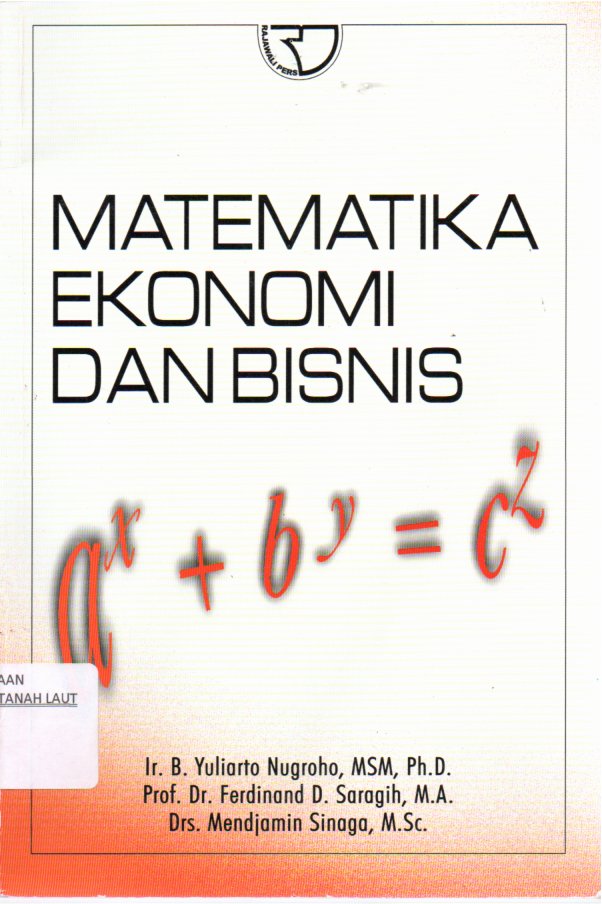 RAJAWALI PERS
MATEMATIKA
EKONOMI
DAN BISNIS
a^x + b^y = c^z
AAN
TANAH LAUT
Ir. B. Yuliarto Nugroho, MSM, Ph.D.
Prof. Dr. Ferdinand D. Saragih, M.A.
Drs. Mendjamin Sinaga, M.Sc.